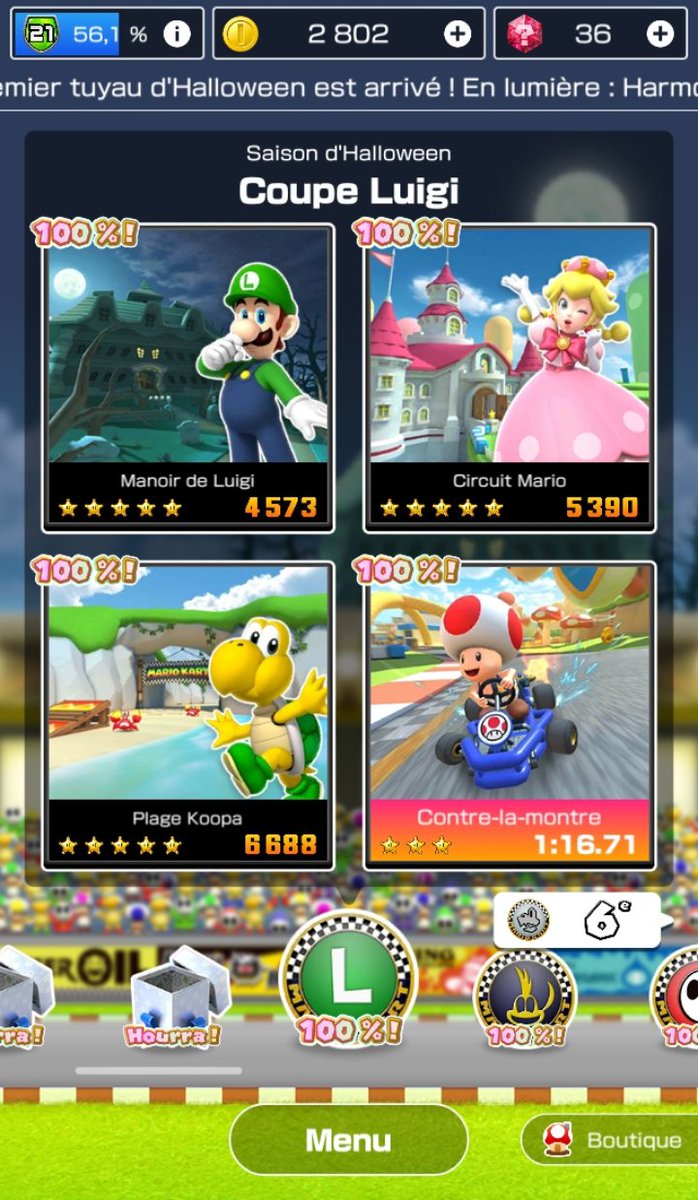 21 56,1 % i 2 802 + ? 36 +
emier tuyau d'Halloween est arrivé ! En lumière : Harmo
Saison d'Halloween
Coupe Luigi
100 %! 100 %!
L
Manoir de Luigi Circuit Mario
4573 5390
100 %! 100 %!
MARIO KART
Plage Koopa Contre-la-montre
6688 1:16.71
6e
OIL
L
rra! Hourra! 100 %! 100 %! 100
Menu Boutique